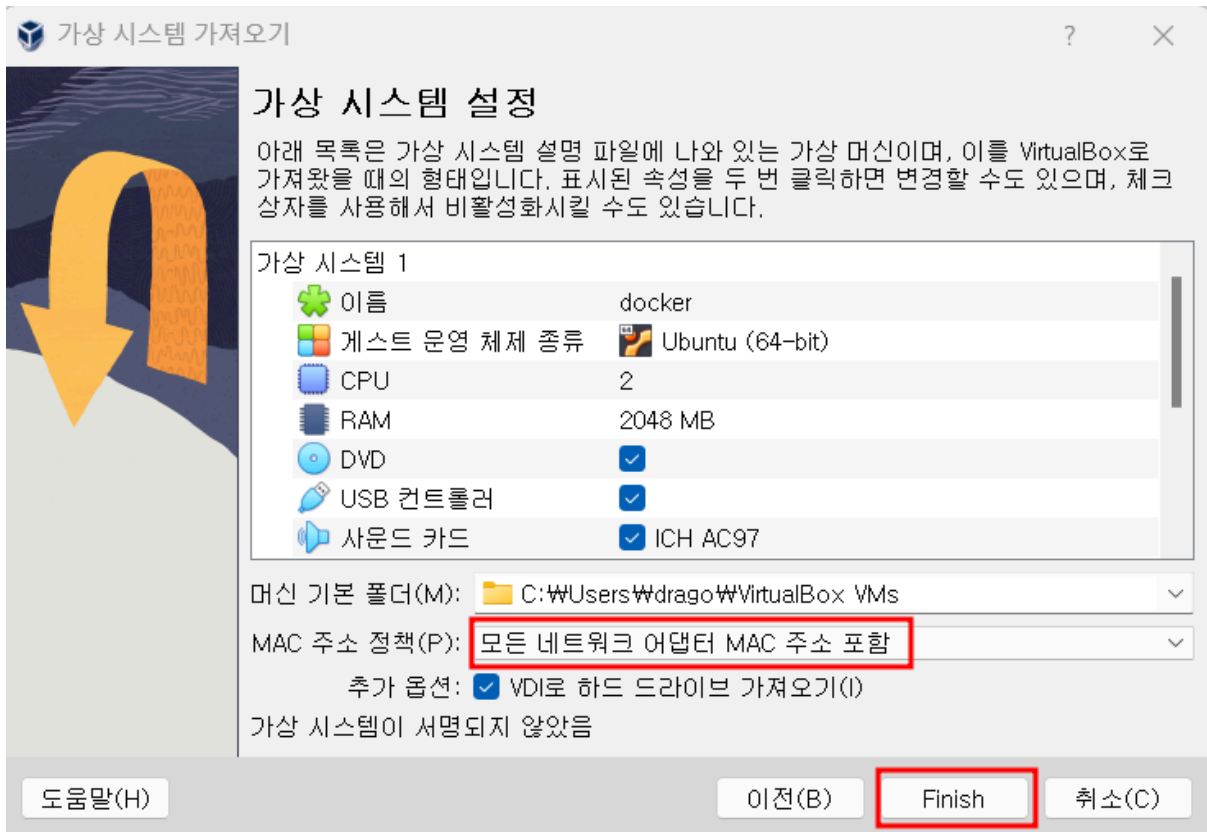 가상 시스템 가져오기
?
가상 시스템 설정
아래 목록은 가상 시스템 설명 파일에 나와 있는 가상 머신이며, 이를 VirtualBox로
가져왔을 때의 형태입니다. 표시된 속성을 두 번 클릭하면 변경할 수도 있으며, 체크
상자를 사용해서 비활성화시킬 수도 있습니다.
가상 시스템 1
이름 docker
게스트 운영 체제 종류 64 Ubuntu (64-bit)
CPU 2
RAM 2048 MB
DVD
USB 컨트롤러
사운드 카드 ICH AC97
머신 기본 폴더(M): C:₩Users₩drago₩VirtualBox VMs
MAC 주소 정책(P): 모든 네트워크 어댑터 MAC 주소 포함
추가 옵션: VDI로 하드 드라이브 가져오기(I)
가상 시스템이 서명되지 않았음
도움말(H) 이전(B) Finish 취소(C)